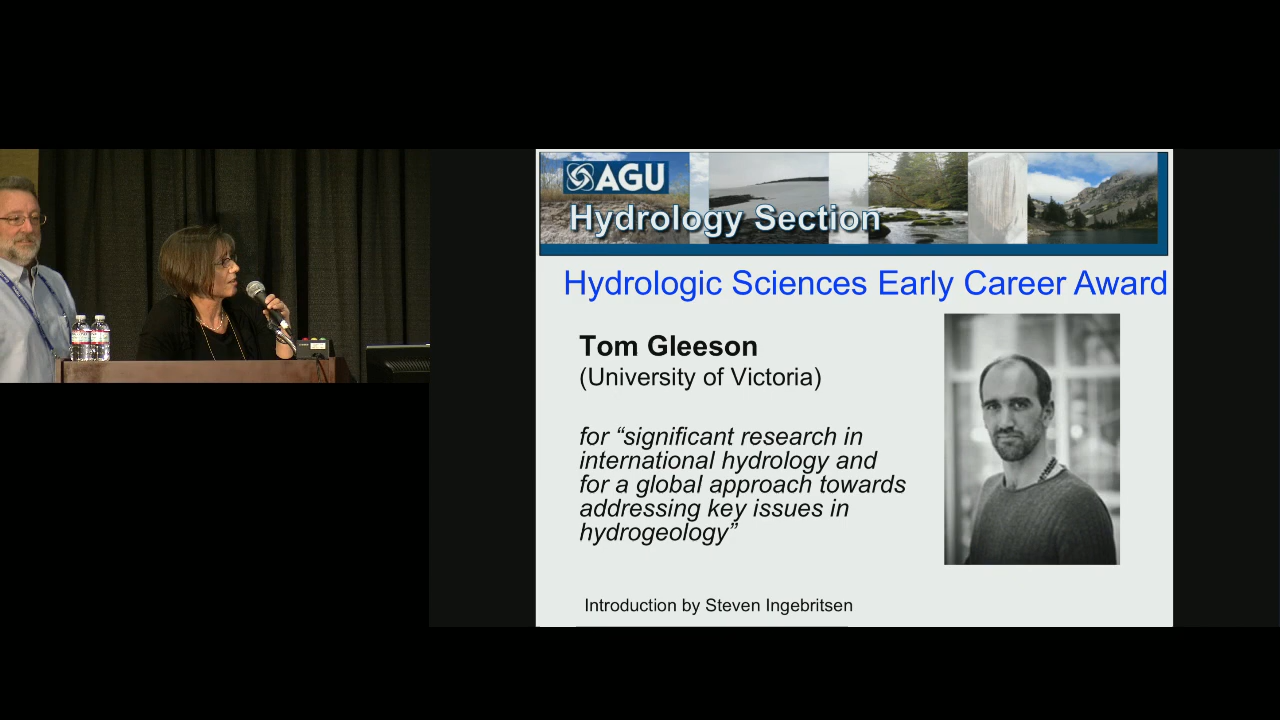 AGU
Hydrology Section
Hydrologic Sciences Early Career Award
Tom Gleeson
(University of Victoria)
for “significant research in
international hydrology and
for a global approach towards
addressing key issues in
hydrogeology”
Introduction by Steven Ingebritsen